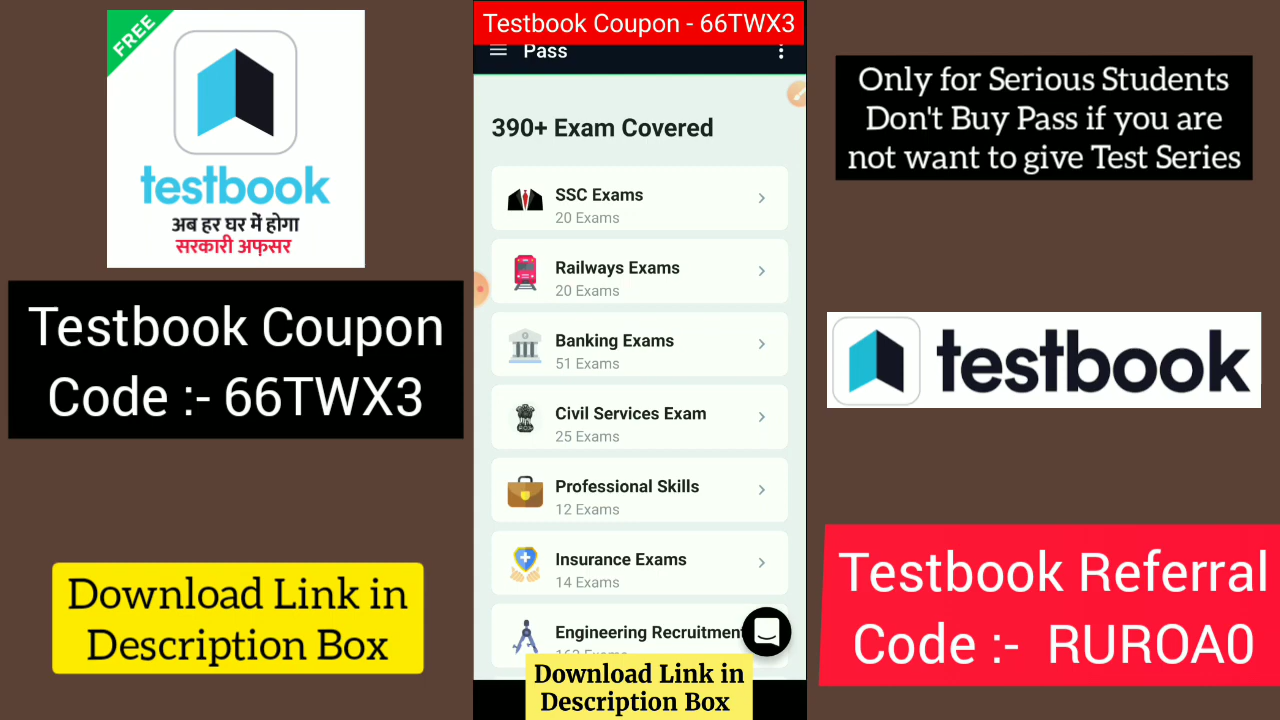 FREE
testbook
अब हर घर में होगा
सरकारी अफ़सर
Testbook Coupon
Code :- 66TWX3
Download Link in
Description Box
Testbook Coupon - 66TWX3
Pass
390+ Exam Covered
SSC Exams
20 Exams
Railways Exams
20 Exams
Banking Exams
51 Exams
Civil Services Exam
25 Exams
Professional Skills
12 Exams
Insurance Exams
14 Exams
Engineering Recruitment
Exams
Download Link in
Description Box
Only for Serious Students
Don't Buy Pass if you are
not want to give Test Series
testbook
Testbook Referral
Code :- RUROA0